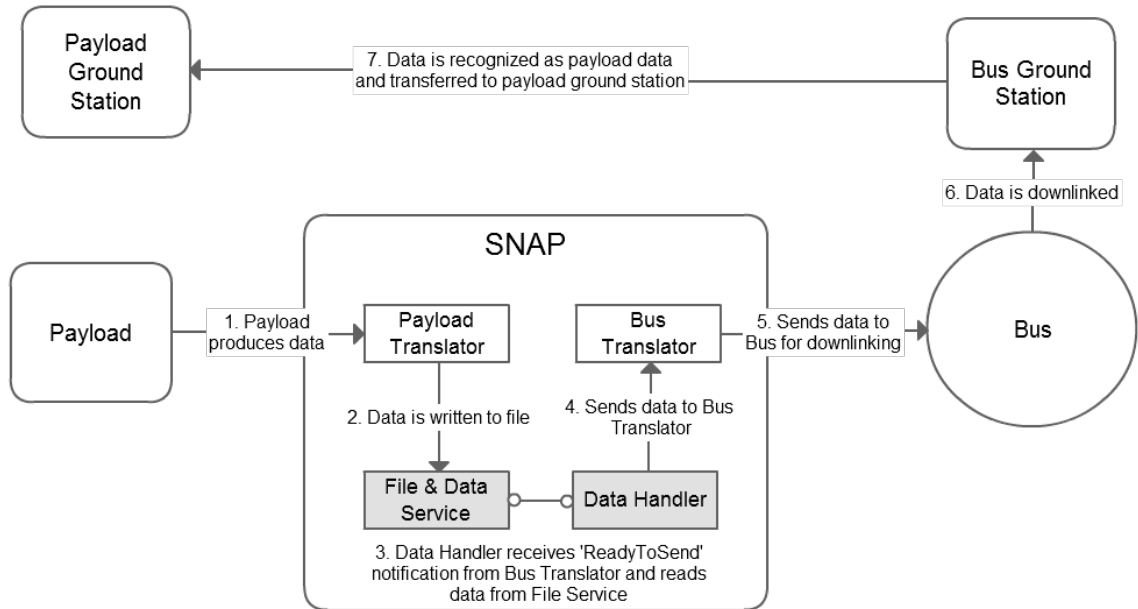 Payload
Ground
Station
7. Data is recognized as payload data
and transferred to payload ground station
Bus Ground
Station
6. Data is downlinked
SNAP
Payload
1. Payload
produces data
Payload
Translator
Bus
Translator
5. Sends data to
Bus for downlinking
Bus
2. Data is written to file
4. Sends data to Bus
Translator
File & Data
Service
Data Handler
3. Data Handler receives 'ReadyToSend'
notification from Bus Translator and reads
data from File Service